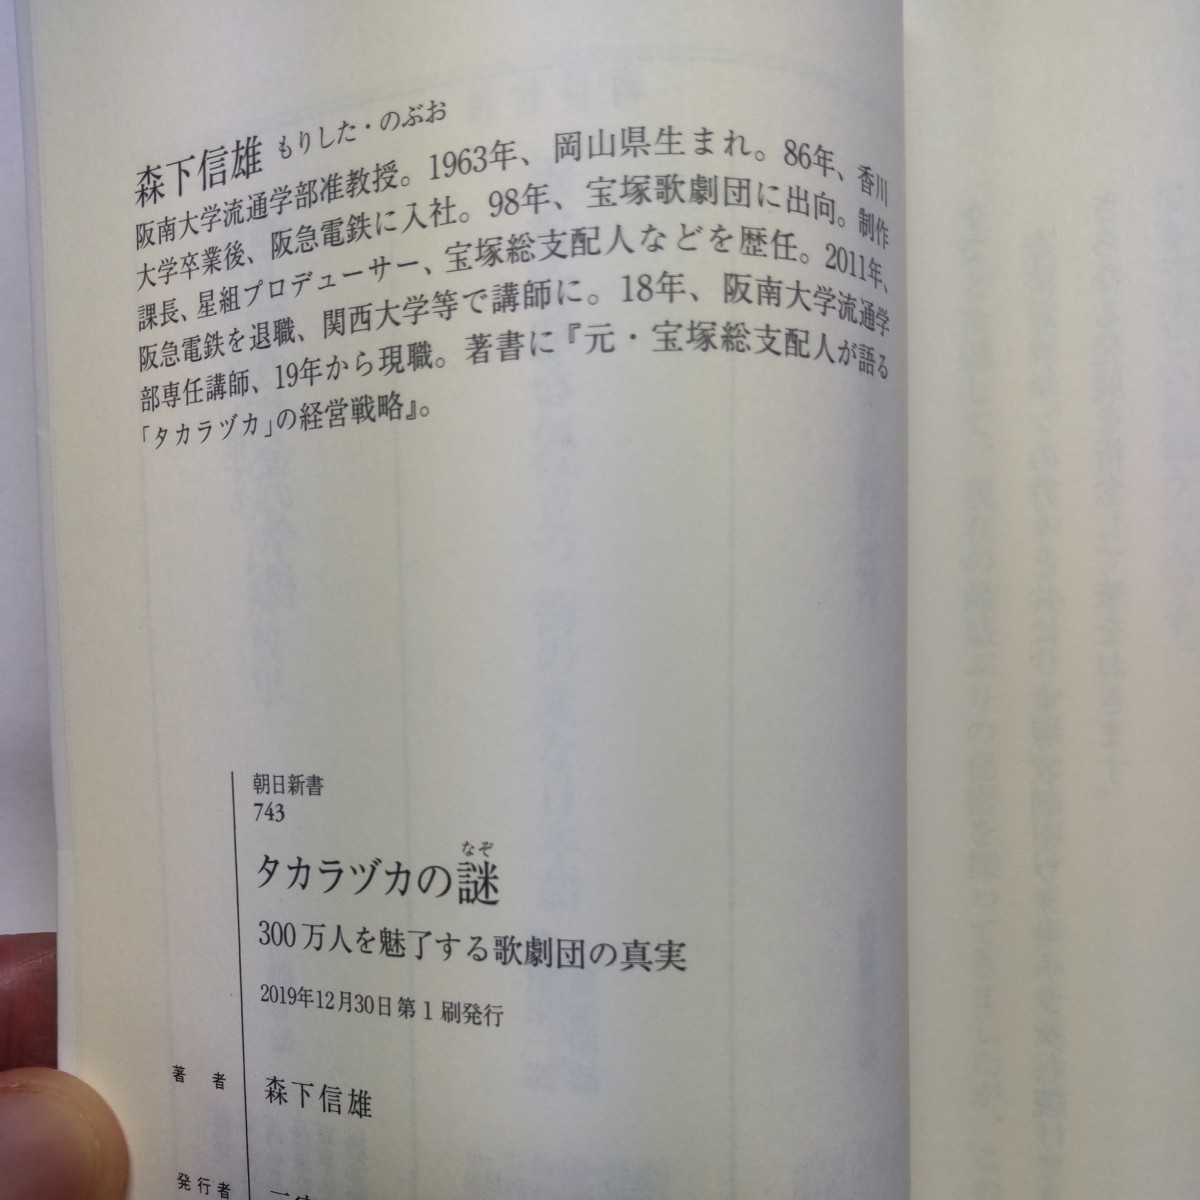 森下信雄 もりした・のぶお
阪南大学流通学部准教授。1963年、岡山県生まれ。86年、香川
大学卒業後、阪急電鉄に入社。98年、宝塚歌劇団に出向。制作
課長、星組プロデューサー、宝塚総支配人などを歴任。2011年、
阪急電鉄を退職、関西大学等で講師に。18年、阪南大学流通学
部専任講師、19年から現職。著書に『元・宝塚総支配人が語る
「タカラヅカ」の経営戦略』。
朝日新書
743
なぞ
タカラヅカの謎
300万人を魅了する歌劇団の真実
2019年12月30日第1刷発行
著者 森下信雄
発行者